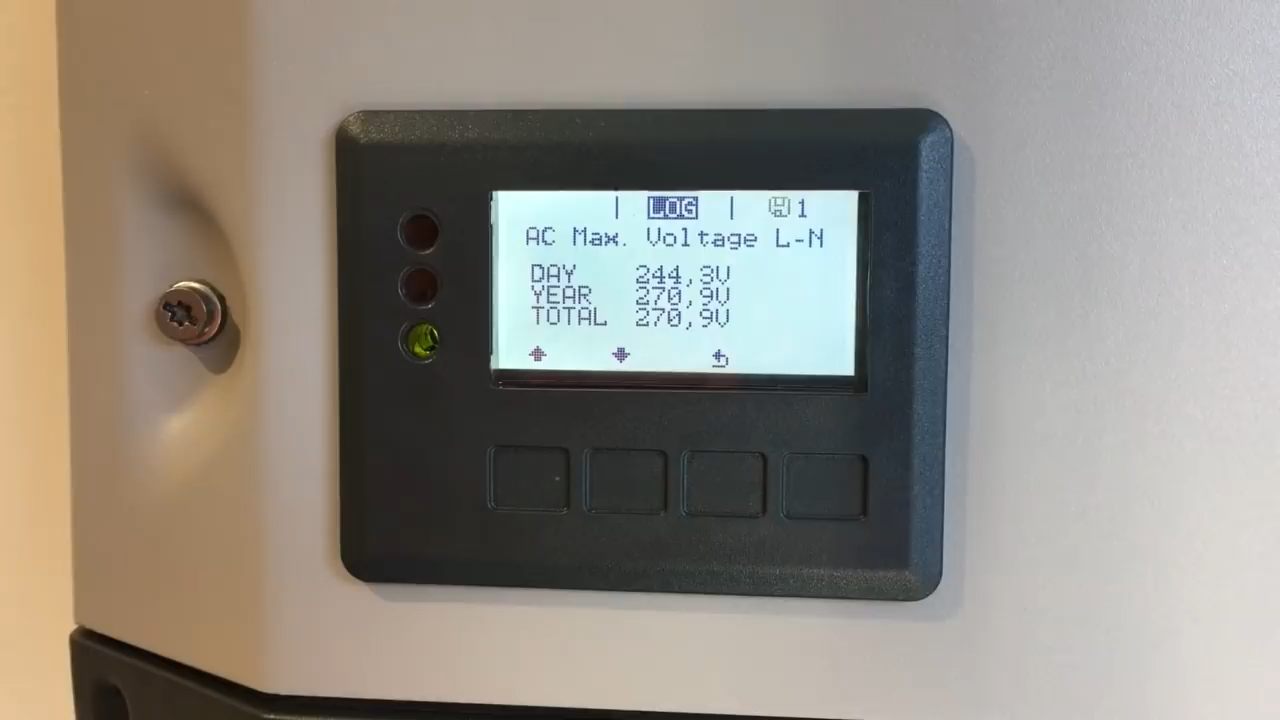 | LOG | 1
AC Max. Voltage L-N
DAY 244,3V
YEAR 270,9V
TOTAL 270,9V